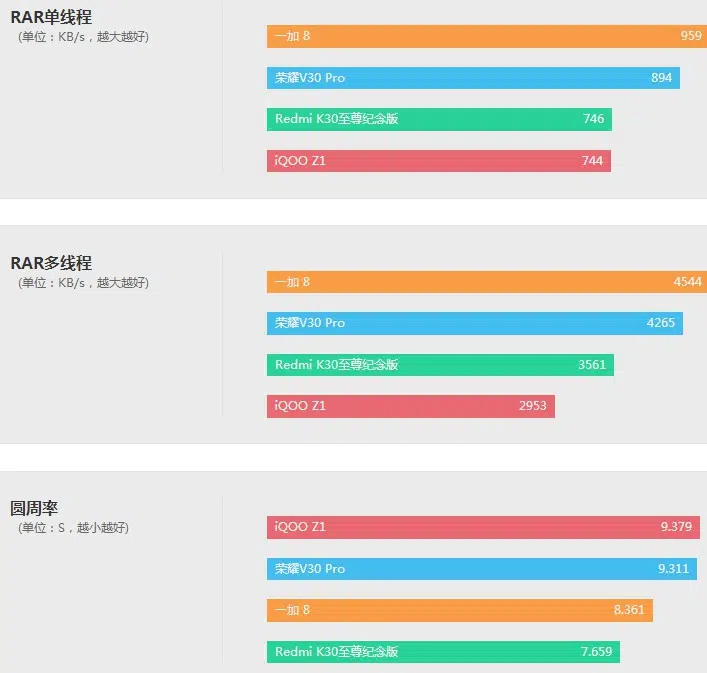 RAR单线程
(单位：KB/s，越大越好)
一加 8 959
荣耀V30 Pro 894
Redmi K30至尊纪念版 746
iQOO Z1 744
RAR多线程
(单位：KB/s，越大越好)
一加 8 4544
荣耀V30 Pro 4265
Redmi K30至尊纪念版 3561
iQOO Z1 2953
圆周率
(单位：S，越小越好)
iQOO Z1 9.379
荣耀V30 Pro 9.311
一加 8 8.361
Redmi K30至尊纪念版 7.659